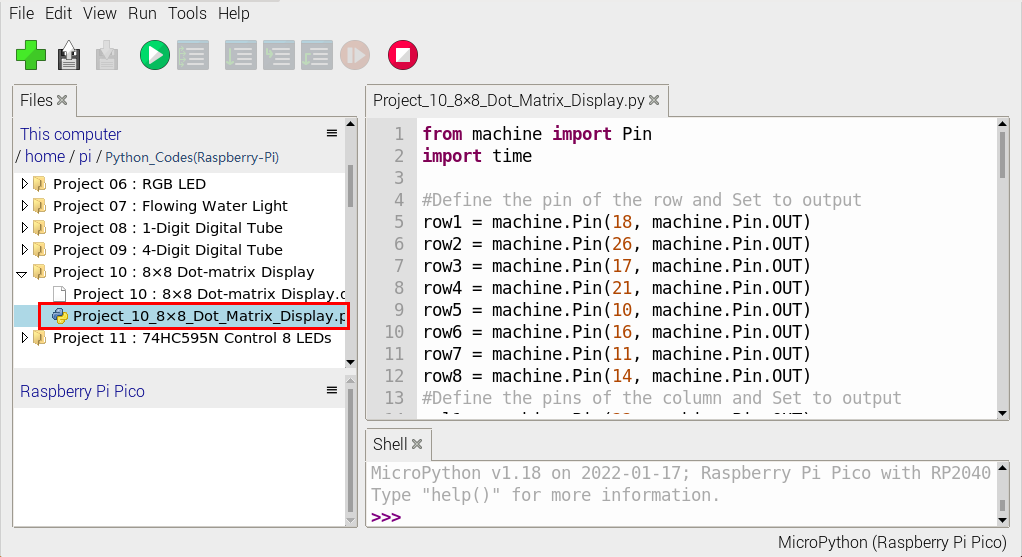 File Edit View Run Tools Help
Files
This computer
/ home / pi / Python_Codes(Raspberry-Pi)
Project 06 : RGB LED
Project 07 : Flowing Water Light
Project 08 : 1-Digit Digital Tube
Project 09 : 4-Digit Digital Tube
Project 10 : 8×8 Dot-matrix Display
Project 10 : 8×8 Dot-matrix Display.
Project_10_8×8_Dot_Matrix_Display.p
Project 11 : 74HC595N Control 8 LEDs
Raspberry Pi Pico
Project_10_8×8_Dot_Matrix_Display.py
1 from machine import Pin
2 import time
3
4 #Define the pin of the row and Set to output
5 row1 = machine.Pin(18, machine.Pin.OUT)
6 row2 = machine.Pin(26, machine.Pin.OUT)
7 row3 = machine.Pin(17, machine.Pin.OUT)
8 row4 = machine.Pin(21, machine.Pin.OUT)
9 row5 = machine.Pin(10, machine.Pin.OUT)
10 row6 = machine.Pin(16, machine.Pin.OUT)
11 row7 = machine.Pin(11, machine.Pin.OUT)
12 row8 = machine.Pin(14, machine.Pin.OUT)
13 #Define the pins of the column and Set to output
Shell
MicroPython v1.18 on 2022-01-17; Raspberry Pi Pico with RP2040
Type "help()" for more information.
>>>
MicroPython (Raspberry Pi Pico)